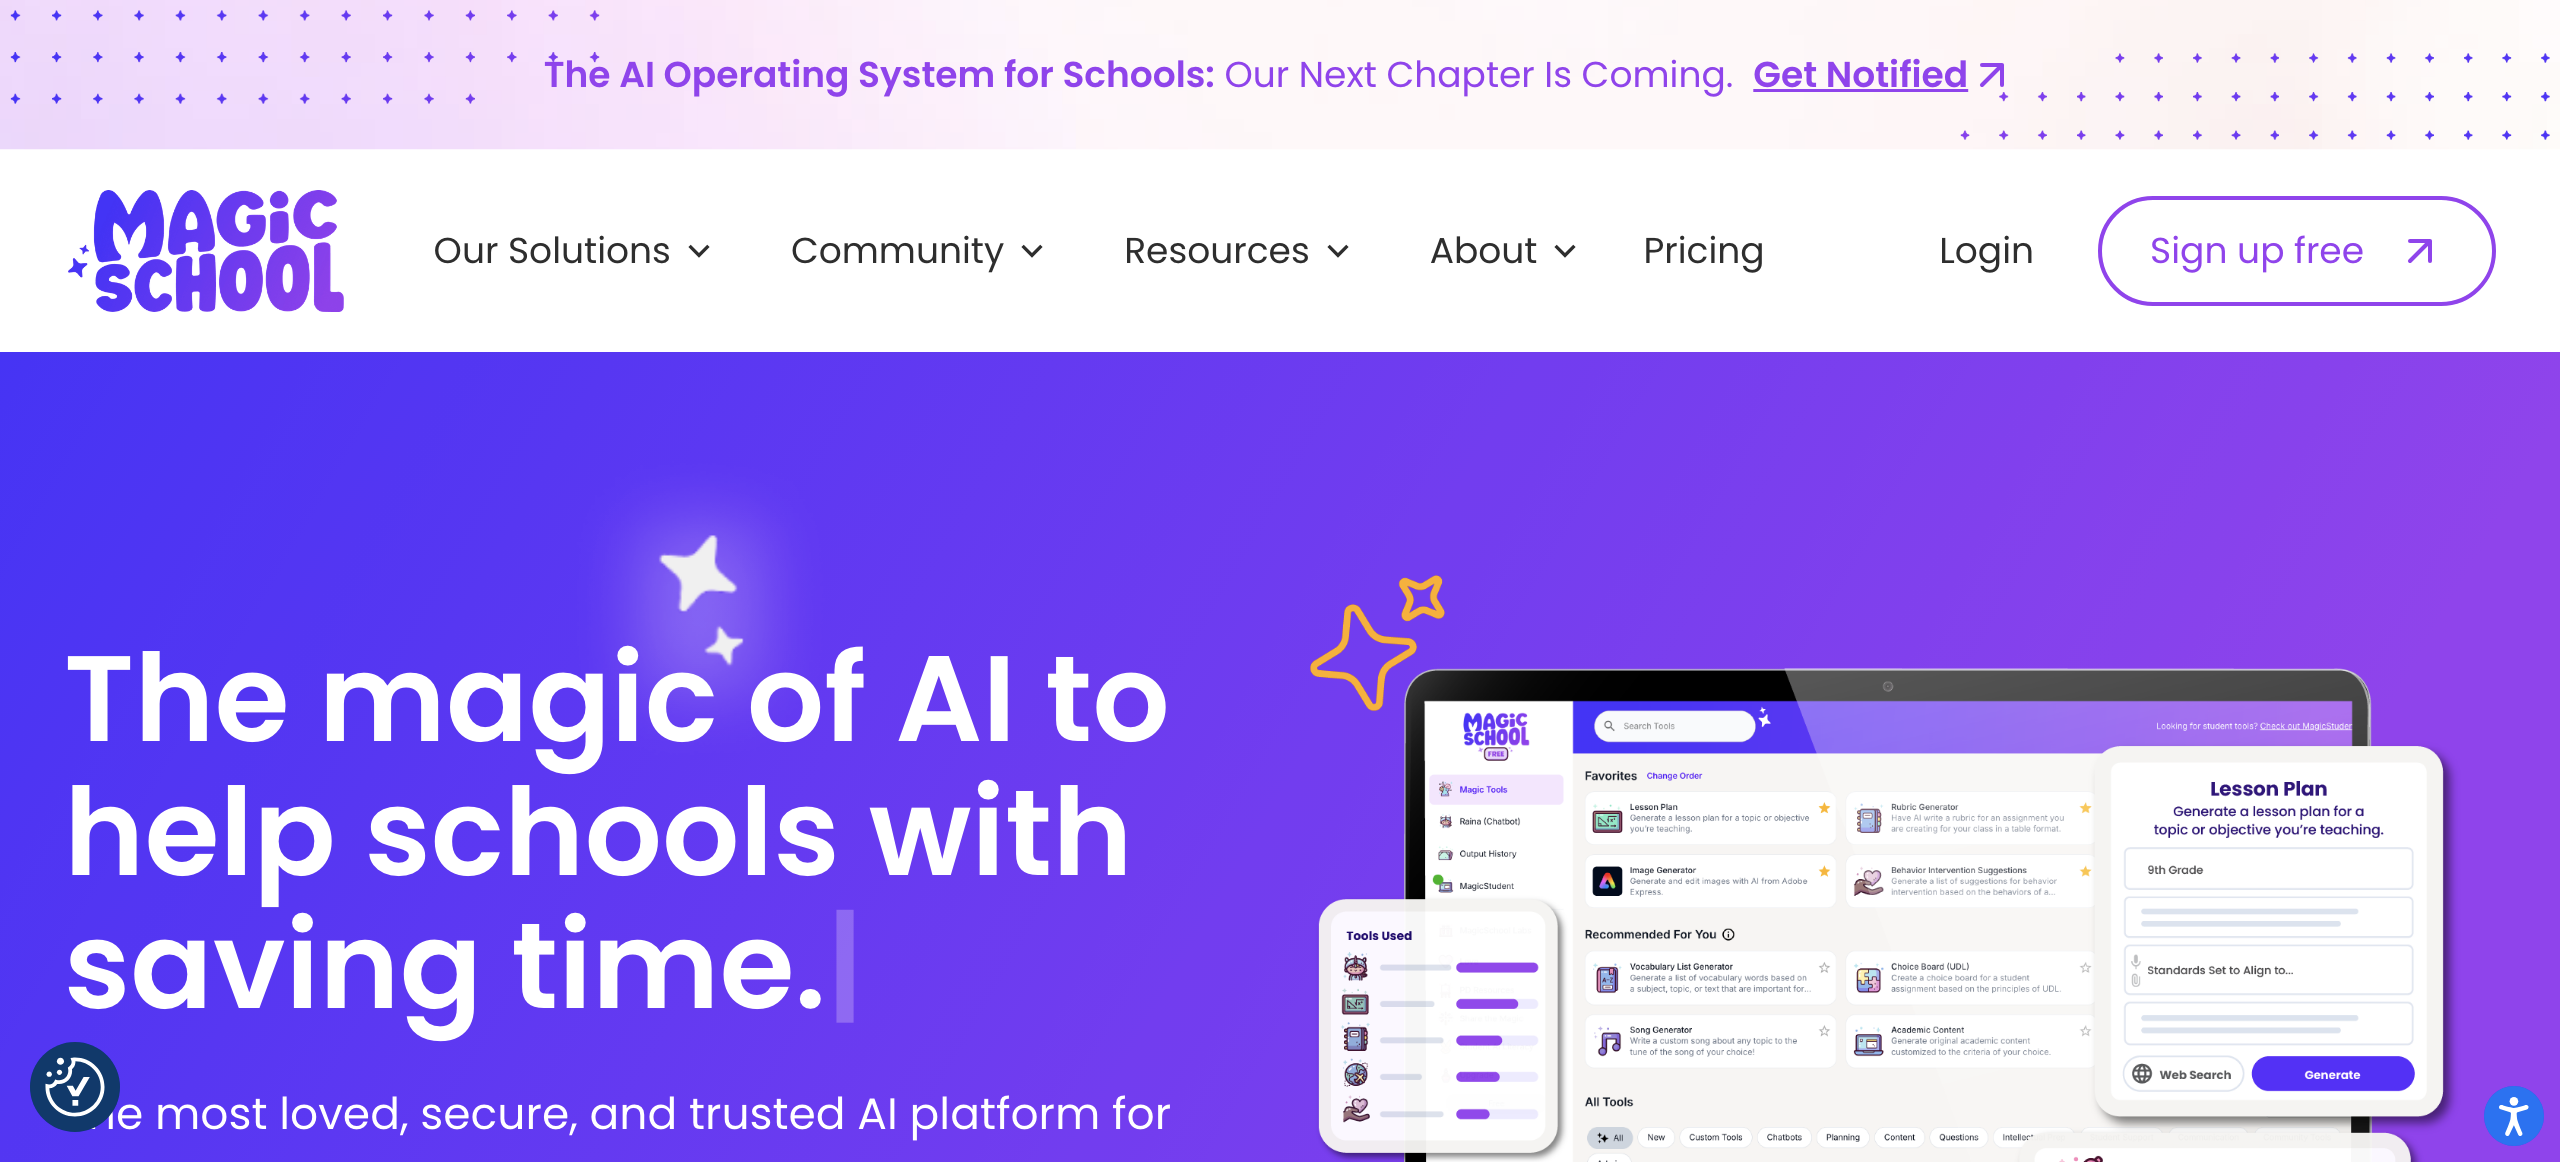 The AI Operating System for Schools: Our Next Chapter Is Coming. Get Notified
MAGIC SCHOOL
Our Solutions
Community
Resources
About
Pricing
Login
Sign up free
The magic of AI to
help schools with
saving time.
most loved, secure, and trusted AI platform for
MAGIC SCHOOL
FREE
Search Tools
Looking for student tools? Check out
Magic Tools
Raina (Chatbot)
Output History
MagicStudent
Favorites
Change Order
Lesson Plan
Generate a lesson plan for a topic or objective
you're teaching.
Rubric Generator
Have AI write a rubric for an assignment you
are creating for your class in a table format.
Image Generator
Generate and edit images with AI from Adobe
Express.
Behavior Intervention Suggestions
Generate a list of suggestions for behavior
intervention based on the behaviors of a...
Recommended For You
Vocabulary List Generator
Generate a list of vocabulary words based on
a subject, topic, or text that are important for...
Choice Board (UDL)
Create a choice board for a student
assignment based on the principles of UDL.
Song Generator
Write a custom song about any topic to the
tune of the song of your choice!
Academic Content
Generate original academic content
customized to the criteria of your choice.
All Tools
All
New
Custom Tools
Chatbots
Planning
Content
Questions
Tools Used
Lesson Plan
Generate a lesson plan for a
topic or objective you're teaching.
9th Grade
Standards Set to Align to...
Web Search
Generate